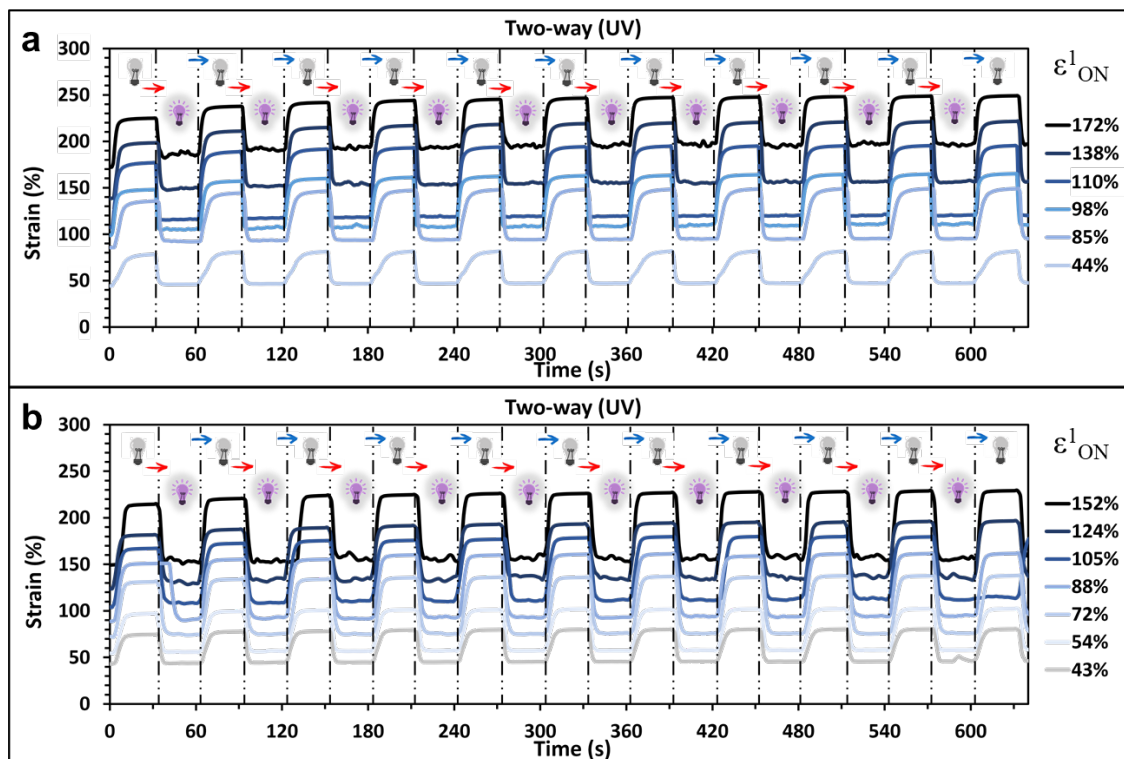 a
Two-way (UV)
300
250
200
150
100
50
0
Strain (%)
0 60 120 180 240 300 360 420 480 540 600
Time (s)
ε¹ON
172%
138%
110%
98%
85%
44%
b
Two-way (UV)
300
250
200
150
100
50
0
Strain (%)
0 60 120 180 240 300 360 420 480 540 600
Time (s)
ε¹ON
152%
124%
105%
88%
72%
54%
43%